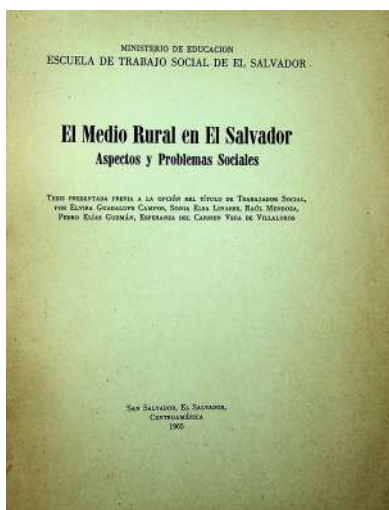 MINISTERIO DE EDUCACION
ESCUELA DE TRABAJO SOCIAL DE EL SALVADOR
El Medio Rural en El Salvador
Aspectos y Problemas Sociales
TESIS PRESENTADA PREVIA A LA OPCIÓN DEL TÍTULO DE TRABAJADOR SOCIAL,
POR ELVIRA GUADALUPE CAMPOS, SONIA ELSA LINARES, RAÚL MENDOZA,
PEDRO ELÍAS GUZMÁN, ESPERANZA DEL CARMEN VEGA DE VILLALOBOS
SAN SALVADOR, EL SALVADOR,
CENTROAMÉRICA
1965